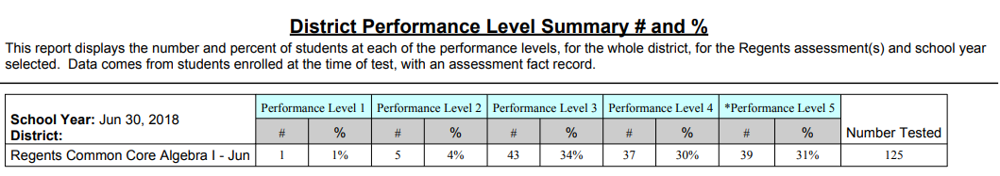 District Performance Level Summary # and %
This report displays the number and percent of students at each of the performance levels, for the whole district, for the Regents assessment(s) and school year
selected. Data comes from students enrolled at the time of test, with an assessment fact record.
School Year: Jun 30, 2018
District:
Performance Level 1 Performance Level 2 Performance Level 3 Performance Level 4 *Performance Level 5
# % # % # % # % # % Number Tested
Regents Common Core Algebra I - Jun 1 1% 5 4% 43 34% 37 30% 39 31% 125